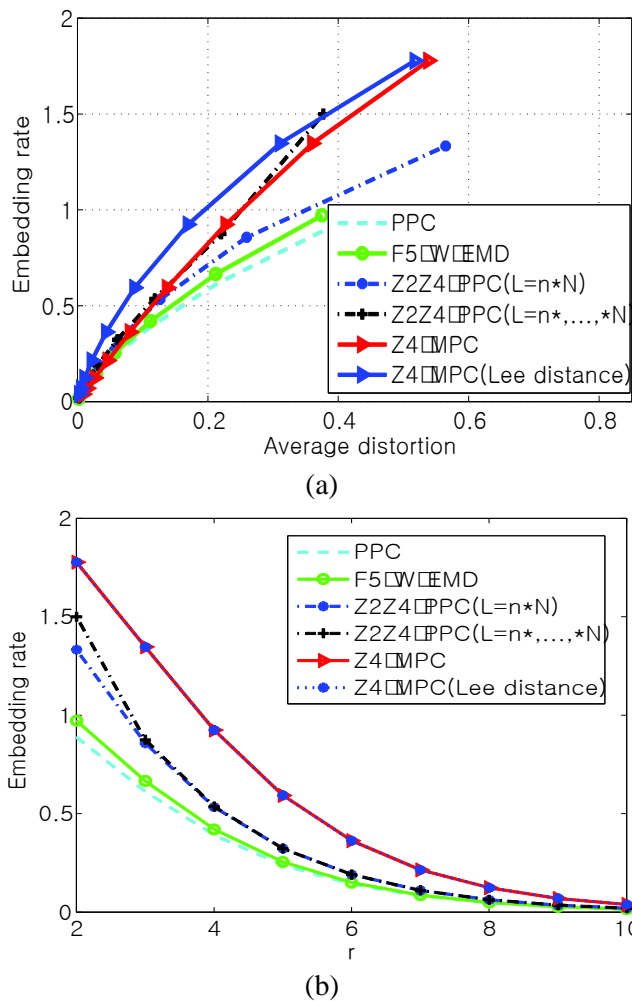 2
1.5
1
0.5
0
Embedding rate
PPC
F5□W□EMD
Z2Z4□PPC(L=n*N)
Z2Z4□PPC(L=n*,...,*N)
Z4□MPC
Z4□MPC(Lee distance)
0 0.2 0.4 0.6 0.8
Average distortion
(a)
2
1.5
1
0.5
0
Embedding rate
PPC
F5□W□EMD
Z2Z4□PPC(L=n*N)
Z2Z4□PPC(L=n*,...,*N)
Z4□MPC
Z4□MPC(Lee distance)
2 4 6 8 10
r
(b)